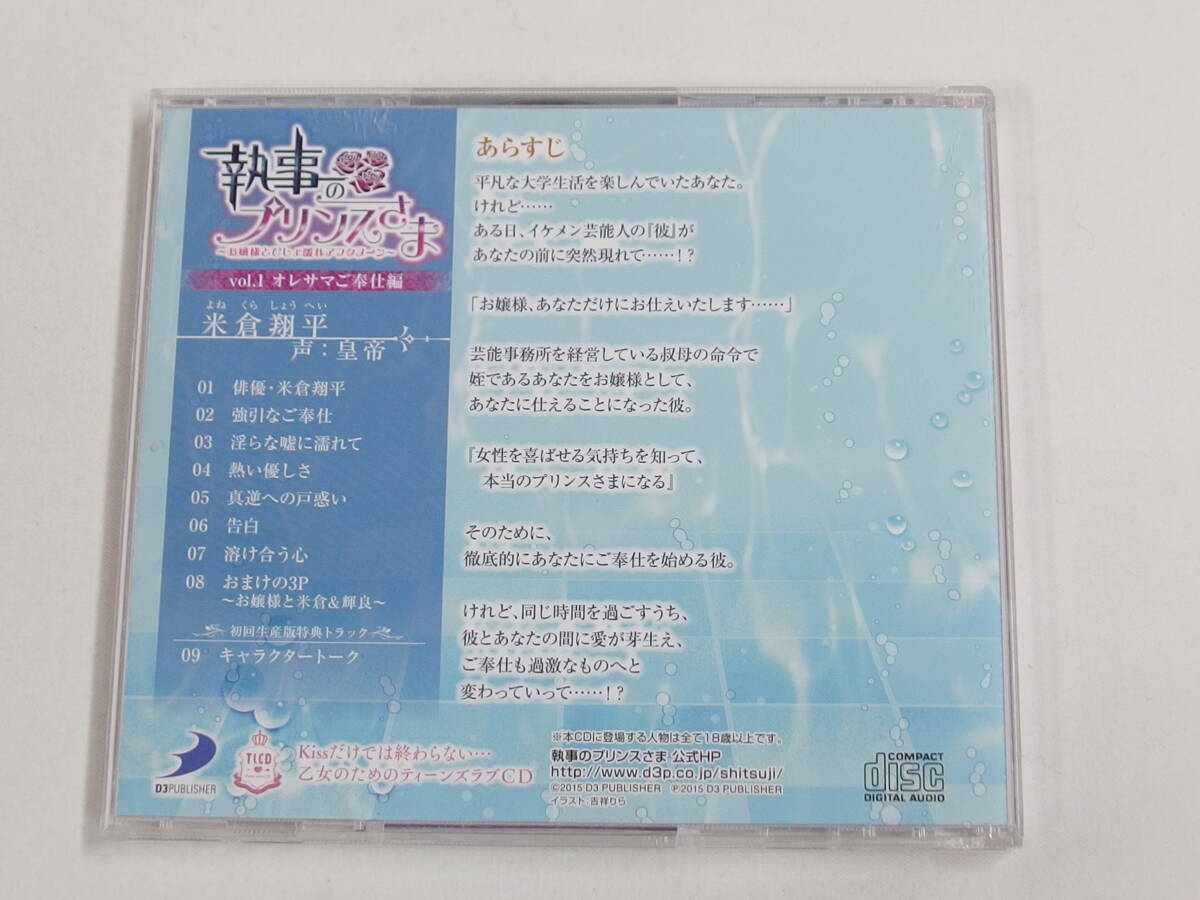 執事の
プリンスさま
vol.1 オレサマご奉仕編
よね くら しょう へい
米倉翔平
声：皇帝
01 俳優・米倉翔平
02 強引なご奉仕
03 淫らな嘘に濡れて
04 熱い優しさ
05 真逆への戸惑い
06 告白
07 溶け合う心
08 おまけの3P
～お嬢様と米倉&輝良～
初回生産版特典トラック
09 キャラクタートーク
あらすじ
平凡な大学生活を楽しんでいたあなた。
けれど……
ある日、イケメン芸能人の『彼』が
あなたの前に突然現れて……！？
「お嬢様、あなただけにお仕えいたします……」
芸能事務所を経営している叔母の命令で
姪であるあなたをお嬢様として、
あなたに仕えることになった彼。
『女性を喜ばせる気持ちを知って、
本当のプリンスさまになる』
そのために、
徹底的にあなたにご奉仕を始める彼。
けれど、同じ時間を過ごすうち、
彼とあなたの間に愛が芽生え、
ご奉仕も過激なものへと
変わっていって……！？
D3PUBLISHER
TLCD
Kissだけでは終わらない…
乙女のためのティーンズラブCD
※本CDに登場する人物は全て18歳以上です。
執事のプリンスさま 公式HP
http://www.d3p.co.jp/shitsuji/
©2015 D3 PUBLISHER ℗2015 D3 PUBLISHER
イラスト:吉祥りら
COMPACT
disc
DIGITAL AUDIO